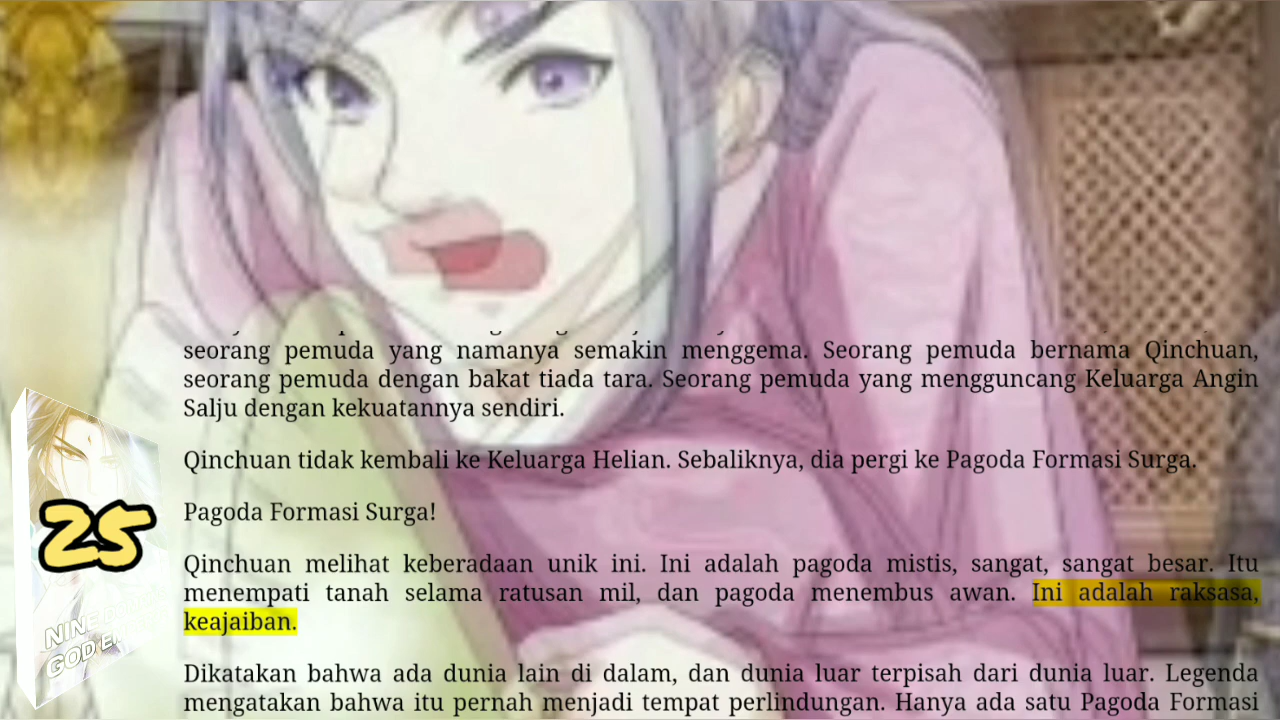 seorang pemuda yang namanya semakin menggema. Seorang pemuda bernama Qinchuan,
seorang pemuda dengan bakat tiada tara. Seorang pemuda yang mengguncang Keluarga Angin
Salju dengan kekuatannya sendiri.
Qinchuan tidak kembali ke Keluarga Helian. Sebaliknya, dia pergi ke Pagoda Formasi Surga.
Pagoda Formasi Surga!
Qinchuan melihat keberadaan unik ini. Ini adalah pagoda mistis, sangat, sangat besar. Itu
menempati tanah selama ratusan mil, dan pagoda menembus awan. Ini adalah raksasa,
keajaiban.
Dikatakan bahwa ada dunia lain di dalam, dan dunia luar terpisah dari dunia luar. Legenda
mengatakan bahwa itu pernah menjadi tempat perlindungan. Hanya ada satu Pagoda Formasi
25
NINE
GOD